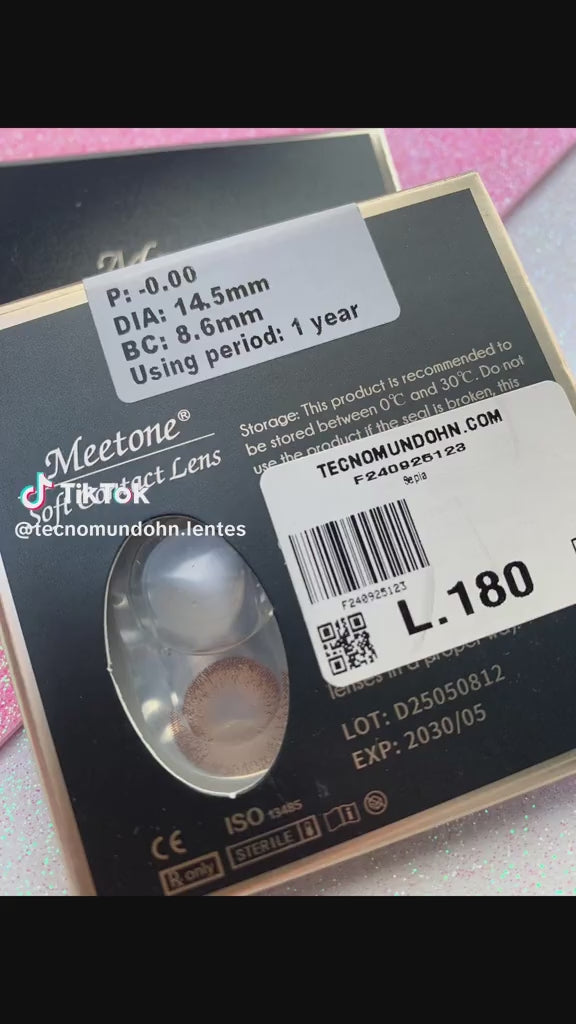 P: -0.00
DIA: 14.5mm
BC: 8.6mm
Using period: 1 year
Meetone®
Soft Contact Lens
Storage: This product is recommended to
be stored between 0℃ and 30℃. Do not
use the product if the seal is broken, this
TECNOMUNDOHN.COM
F240925123
Sepia
F240925123
L.180
lenses in a proper way.
LOT: D25050812
EXP: 2030/05
CE
ISO 13485
Rx only
STERILE
TikTok
@tecnomundohn.lentes